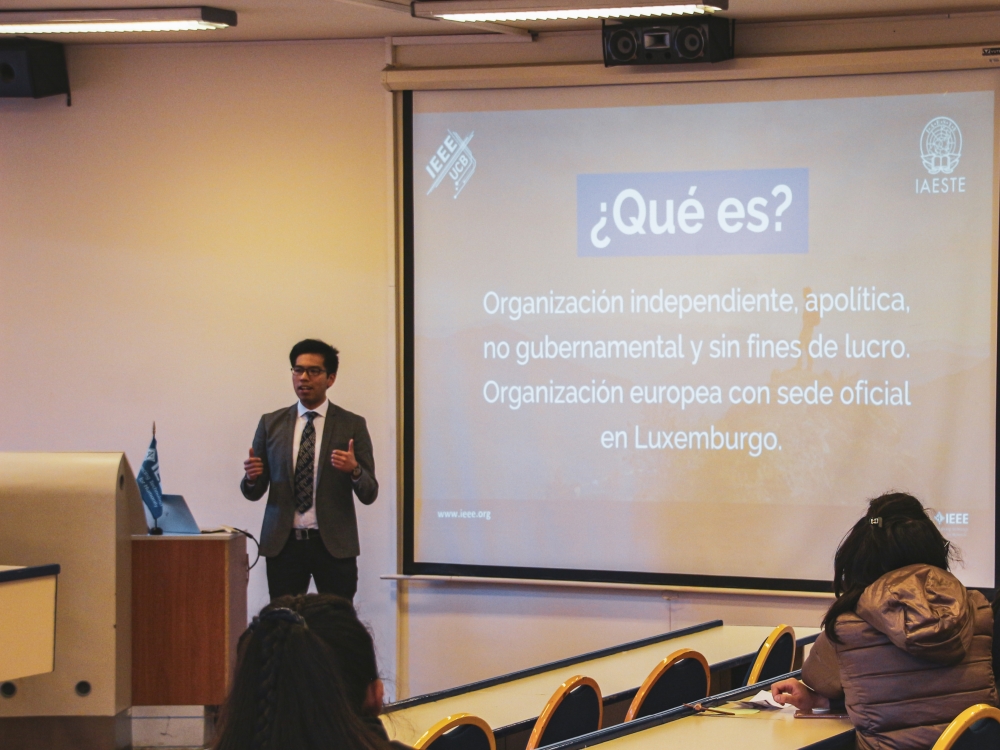 IEEE
UCB
IAESTE
¿Qué es?
Organización independiente, apolítica,
no gubernamental y sin fines de lucro.
Organización europea con sede oficial
en Luxemburgo.
www.ieee.org
IEEE